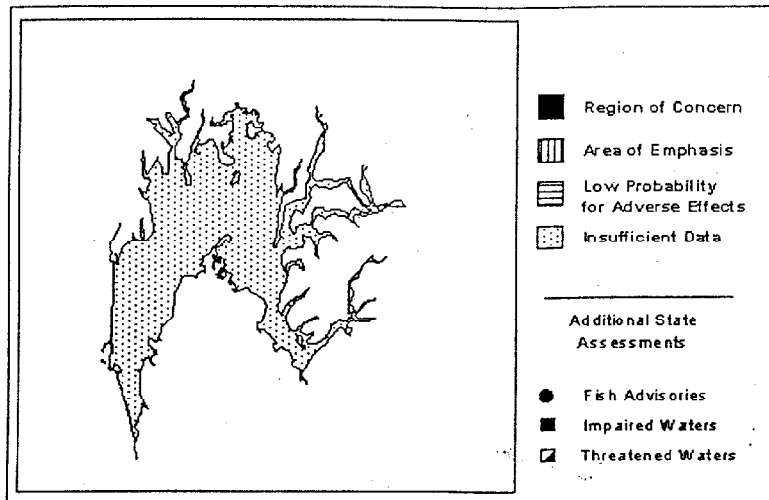 Region of Concern
Area of Emphasis
Low Probability
for Adverse Effects
Insufficient Data
Additional State
Assessments
Fish Advisories
Impaired Waters
Threatened Waters